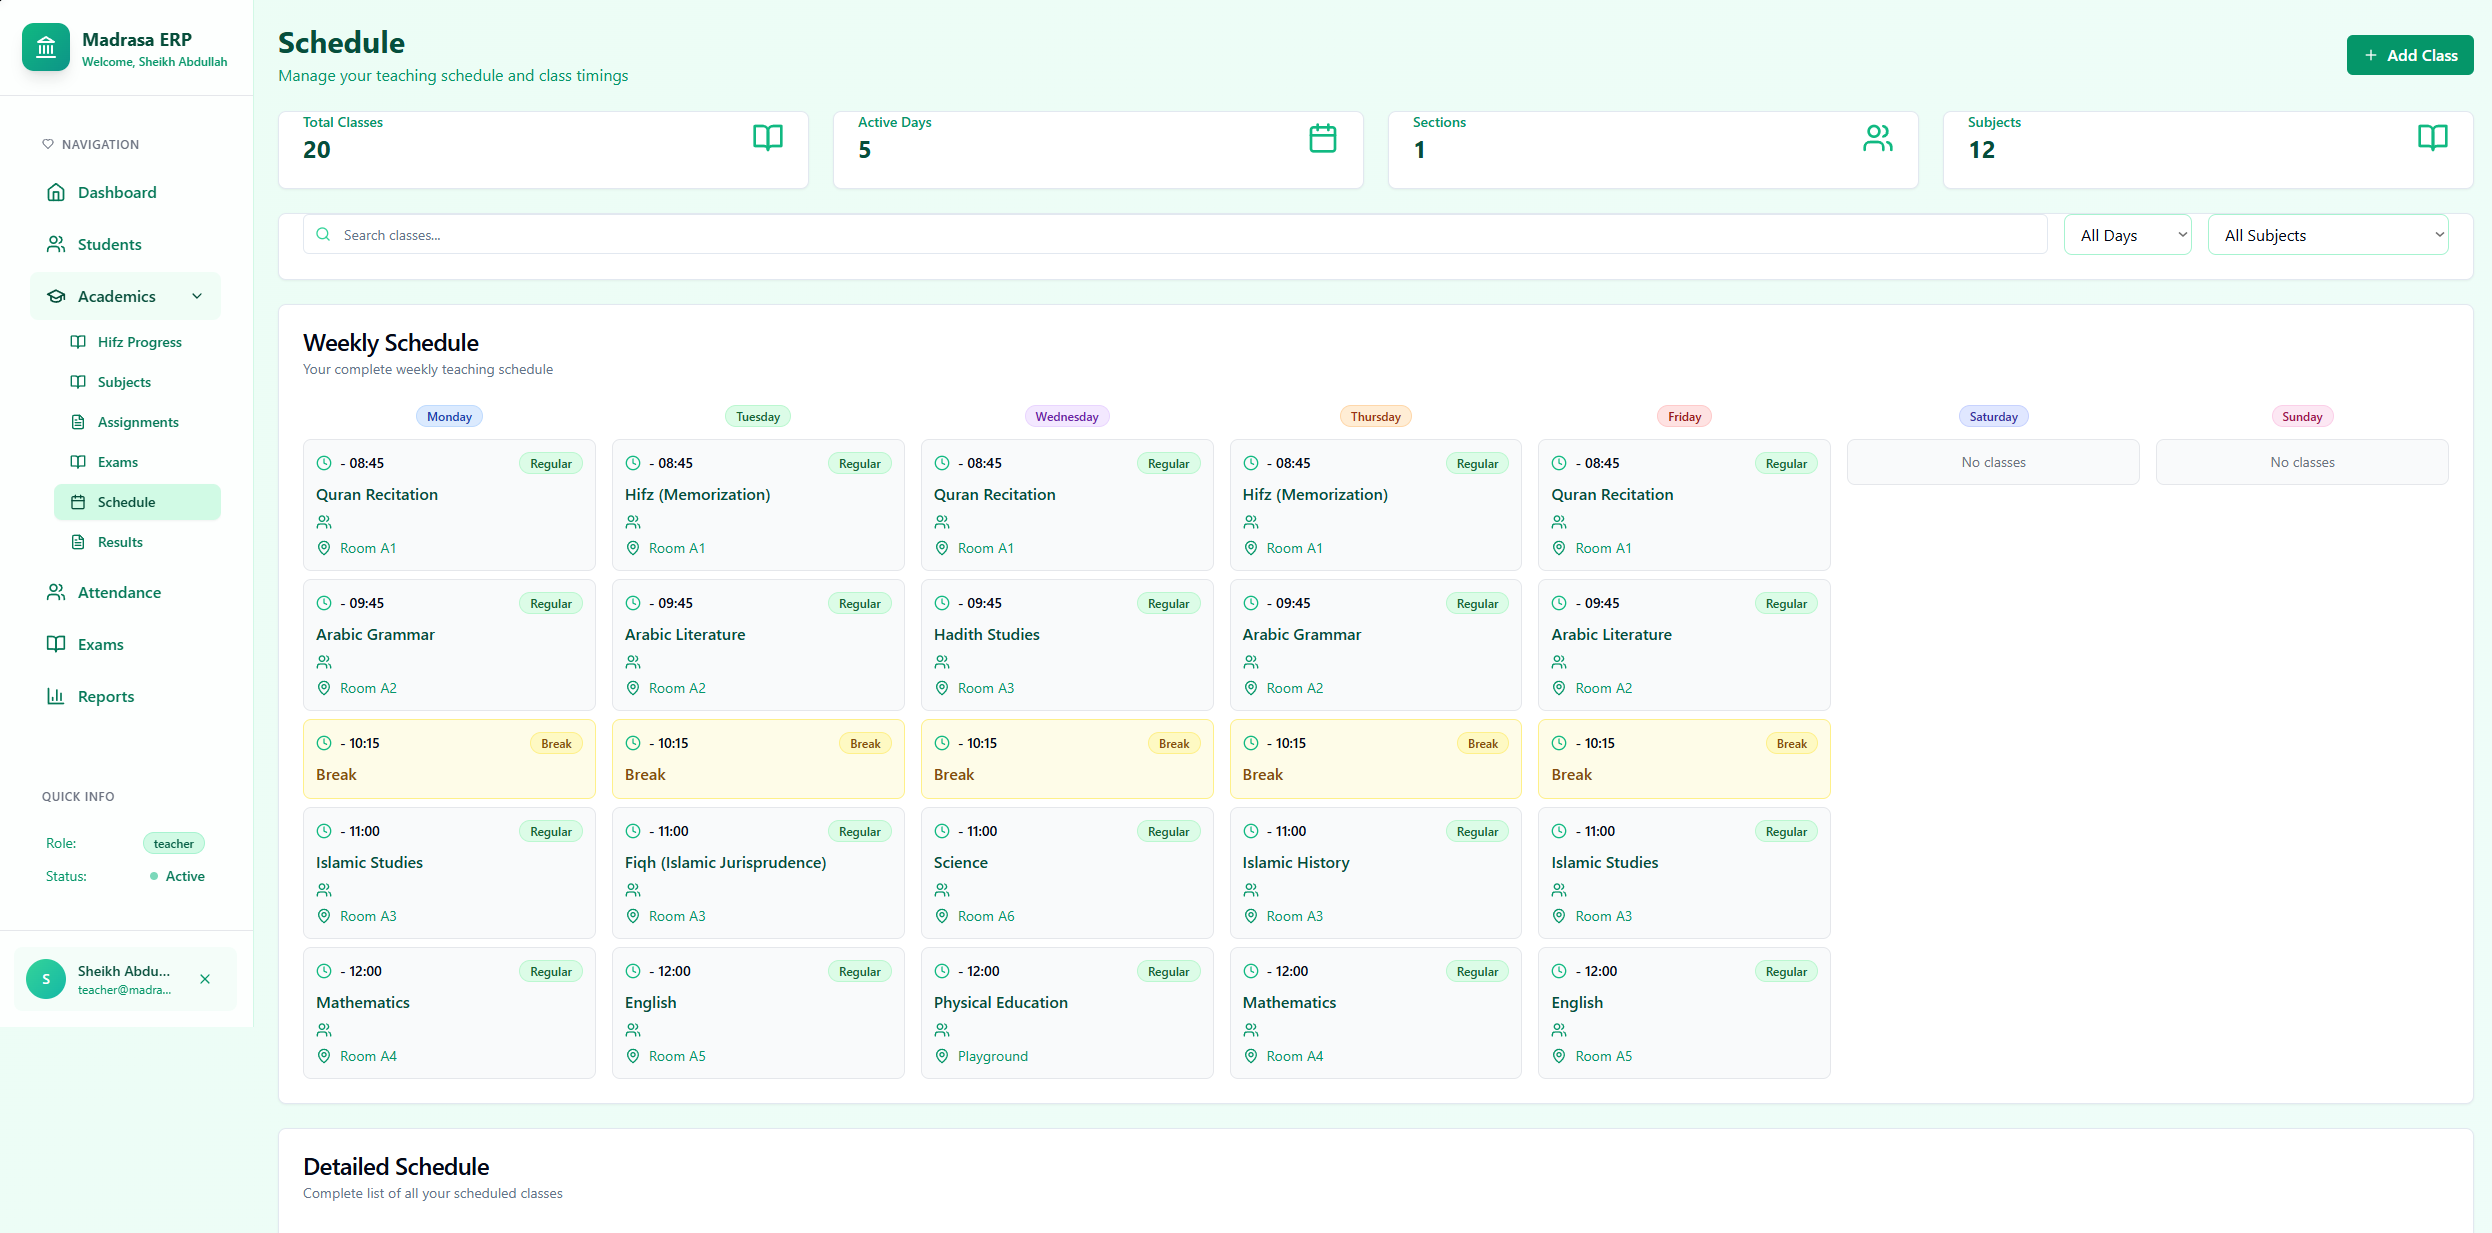 Madrasa ERP
Welcome, Sheikh Abdullah
NAVIGATION
Dashboard
Students
Academics
Hifz Progress
Subjects
Assignments
Exams
Schedule
Results
Attendance
Exams
Reports
QUICK INFO
Role: teacher
Status: Active
S
Sheikh Abdu...
teacher@madra...
Schedule
Manage your teaching schedule and class timings
Add Class
Total Classes
20
Active Days
5
Sections
1
Subjects
12
Search classes...
All Days
All Subjects
Weekly Schedule
Your complete weekly teaching schedule
Monday
- 08:45 Regular
Quran Recitation
Room A1
- 09:45 Regular
Arabic Grammar
Room A2
- 10:15 Break
Break
- 11:00 Regular
Islamic Studies
Room A3
- 12:00 Regular
Mathematics
Room A4
Tuesday
- 08:45 Regular
Hifz (Memorization)
Room A1
- 09:45 Regular
Arabic Literature
Room A2
- 10:15 Break
Break
- 11:00 Regular
Fiqh (Islamic Jurisprudence)
Room A3
- 12:00 Regular
English
Room A5
Wednesday
- 08:45 Regular
Quran Recitation
Room A1
- 09:45 Regular
Hadith Studies
Room A3
- 10:15 Break
Break
- 11:00 Regular
Science
Room A6
- 12:00 Regular
Physical Education
Playground
Thursday
- 08:45 Regular
Hifz (Memorization)
Room A1
- 09:45 Regular
Arabic Grammar
Room A2
- 10:15 Break
Break
- 11:00 Regular
Islamic History
Room A3
- 12:00 Regular
Mathematics
Room A4
Friday
- 08:45 Regular
Quran Recitation
Room A1
- 09:45 Regular
Arabic Literature
Room A2
- 10:15 Break
Break
- 11:00 Regular
Islamic Studies
Room A3
- 12:00 Regular
English
Room A5
Saturday
No classes
Sunday
No classes
Detailed Schedule
Complete list of all your scheduled classes